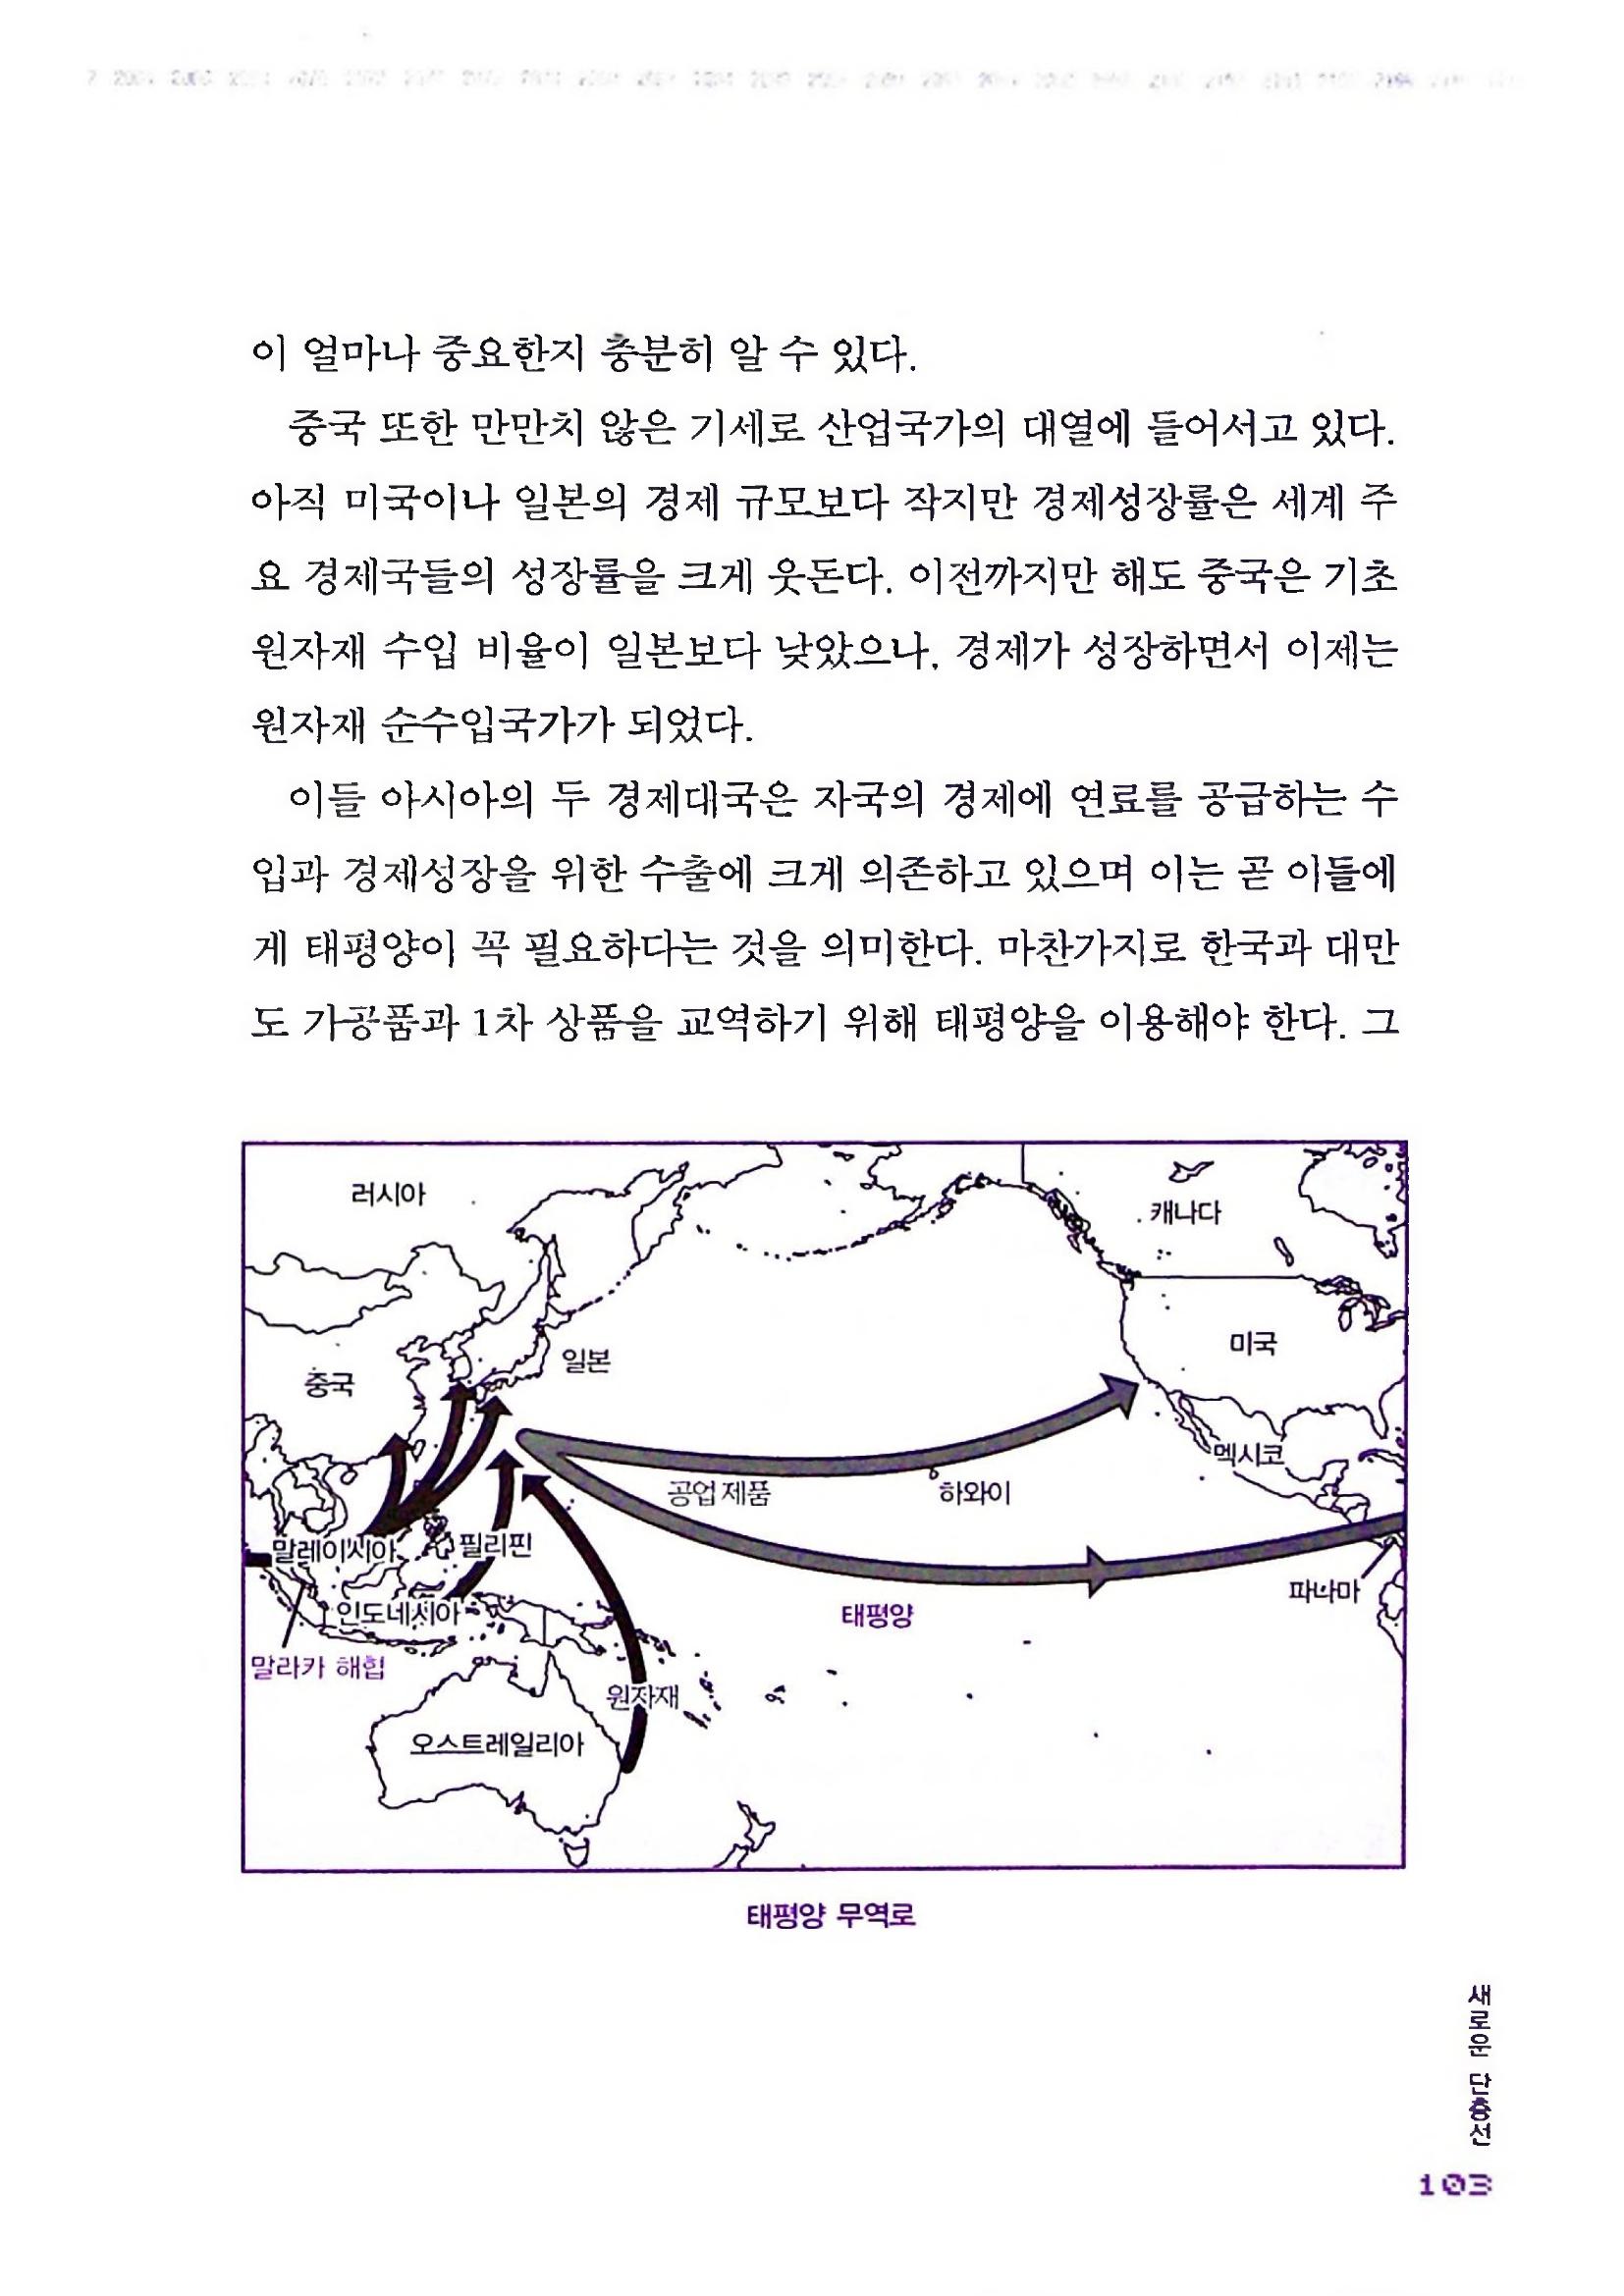 이 얼마나 중요한지 충분히 알 수 있다.
중국 또한 만만치 않은 기세로 산업국가의 대열에 들어서고 있다.
아직 미국이나 일본의 경제 규모보다 작지만 경제성장률은 세계 주
요 경제국들의 성장률을 크게 웃돈다. 이전까지만 해도 중국은 기초
원자재 수입 비율이 일본보다 낮았으나, 경제가 성장하면서 이제는
원자재 순수입국가가 되었다.
이들 아시아의 두 경제대국은 자국의 경제에 연료를 공급하는 수
입과 경제성장을 위한 수출에 크게 의존하고 있으며 이는 곧 이들에
게 태평양이 꼭 필요하다는 것을 의미한다. 마찬가지로 한국과 대만
도 가공품과 1차 상품을 교역하기 위해 태평양을 이용해야 한다. 그
러시아
캐나다
미국
일본
중국
멕시코
공업 제품
하와이
말레이시아
필리핀
파나마
인도네시아
태평양
말라카 해협
원자재
오스트레일리아
태평양 무역로
새로운 단층선
103